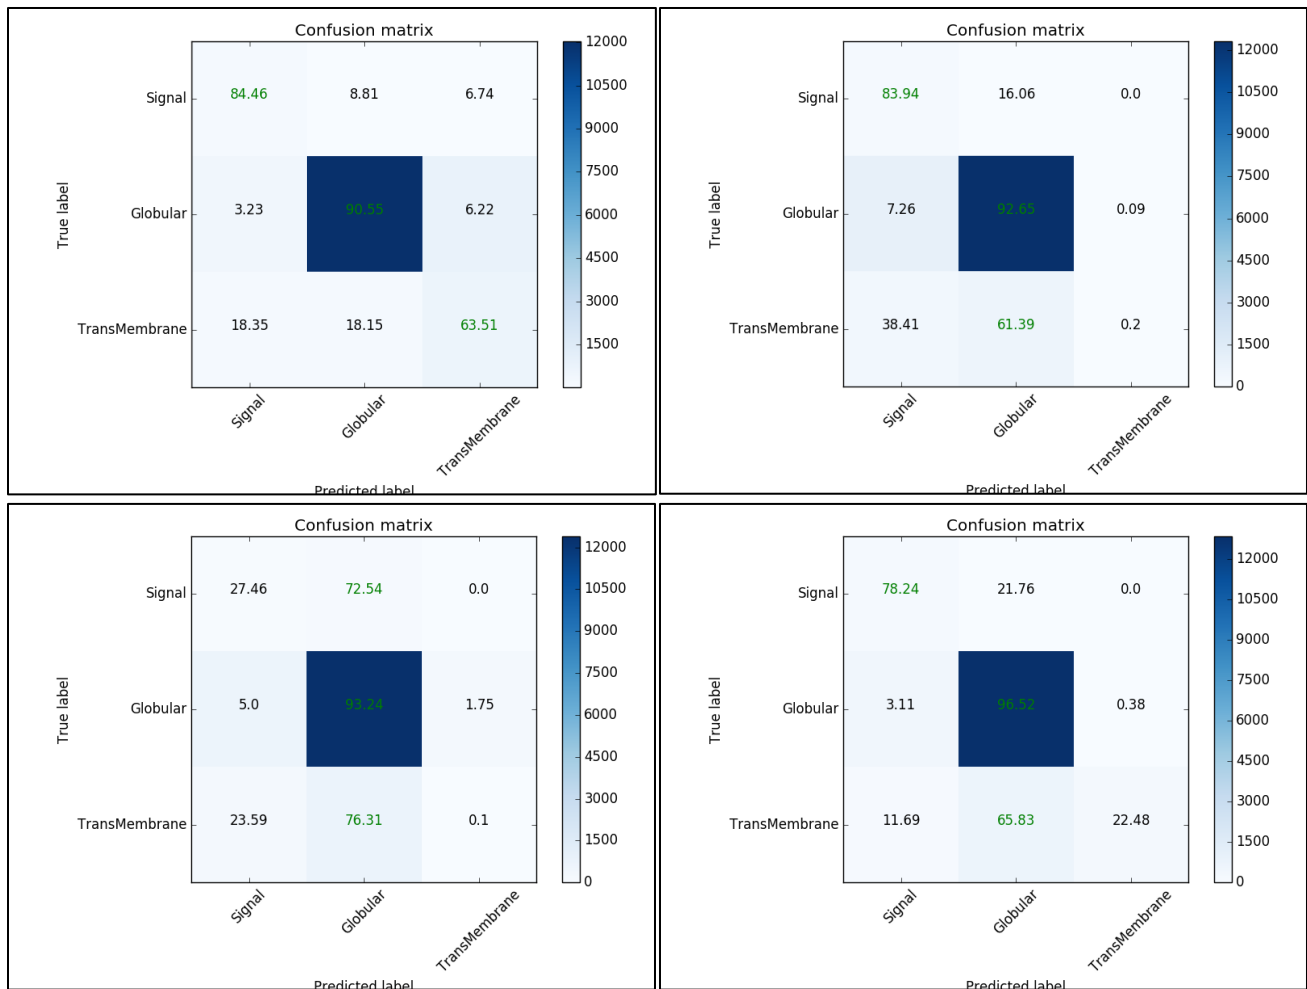 Confusion matrix
Signal 84.46 8.81 6.74
Globular 3.23 90.55 6.22
TransMembrane 18.35 18.15 63.51
Signal Globular TransMembrane
True label
Predicted label
12000
10500
9000
7500
6000
4500
3000
1500
Confusion matrix
Signal 83.94 16.06 0.0
Globular 7.26 92.65 0.09
TransMembrane 38.41 61.39 0.2
Signal Globular TransMembrane
True label
Predicted label
12000
10500
9000
7500
6000
4500
3000
1500
0
Confusion matrix
Signal 27.46 72.54 0.0
Globular 5.0 93.24 1.75
TransMembrane 23.59 76.31 0.1
Signal Globular TransMembrane
True label
Predicted label
12000
10500
9000
7500
6000
4500
3000
1500
0
Confusion matrix
Signal 78.24 21.76 0.0
Globular 3.11 96.52 0.38
TransMembrane 11.69 65.83 22.48
Signal Globular TransMembrane
True label
Predicted label
12000
10500
9000
7500
6000
4500
3000
1500
0